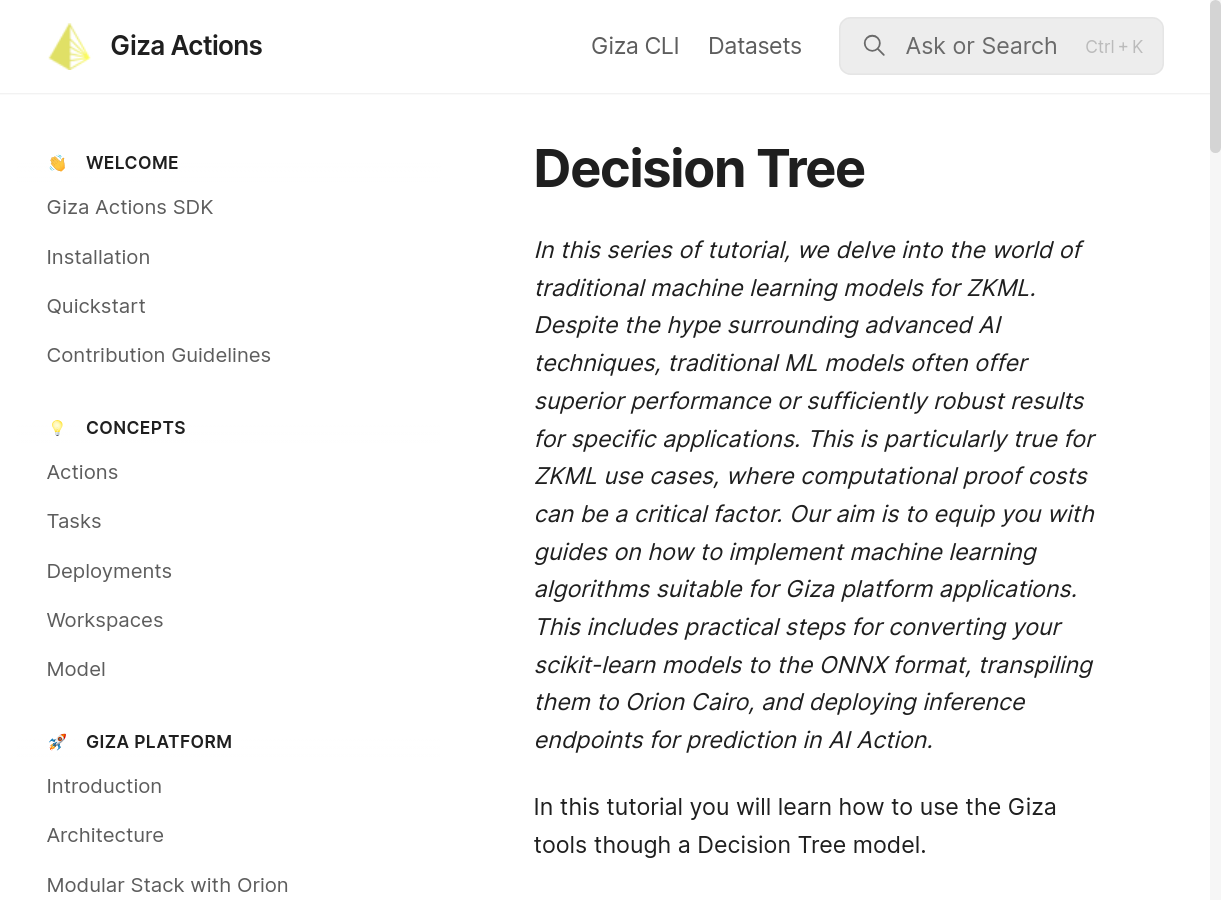 Giza Actions
Giza CLI
Datasets
Ask or Search
Ctrl + K
WELCOME
Giza Actions SDK
Installation
Quickstart
Contribution Guidelines
CONCEPTS
Actions
Tasks
Deployments
Workspaces
Model
GIZA PLATFORM
Introduction
Architecture
Modular Stack with Orion
Decision Tree
In this series of tutorial, we delve into the world of
traditional machine learning models for ZKML.
Despite the hype surrounding advanced AI
techniques, traditional ML models often offer
superior performance or sufficiently robust results
for specific applications. This is particularly true for
ZKML use cases, where computational proof costs
can be a critical factor. Our aim is to equip you with
guides on how to implement machine learning
algorithms suitable for Giza platform applications.
This includes practical steps for converting your
scikit-learn models to the ONNX format, transpiling
them to Orion Cairo, and deploying inference
endpoints for prediction in AI Action.
In this tutorial you will learn how to use the Giza
tools though a Decision Tree model.